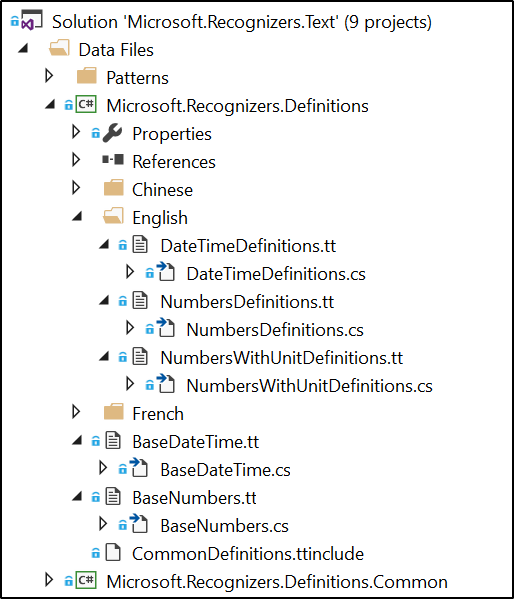 Solution 'Microsoft.Recognizers.Text' (9 projects)
Data Files
Patterns
C# Microsoft.Recognizers.Definitions
Properties
References
Chinese
English
DateTimeDefinitions.tt
DateTimeDefinitions.cs
NumbersDefinitions.tt
NumbersDefinitions.cs
NumbersWithUnitDefinitions.tt
NumbersWithUnitDefinitions.cs
French
BaseDateTime.tt
BaseDateTime.cs
BaseNumbers.tt
BaseNumbers.cs
CommonDefinitions.ttinclude
C# Microsoft.Recognizers.Definitions.Common